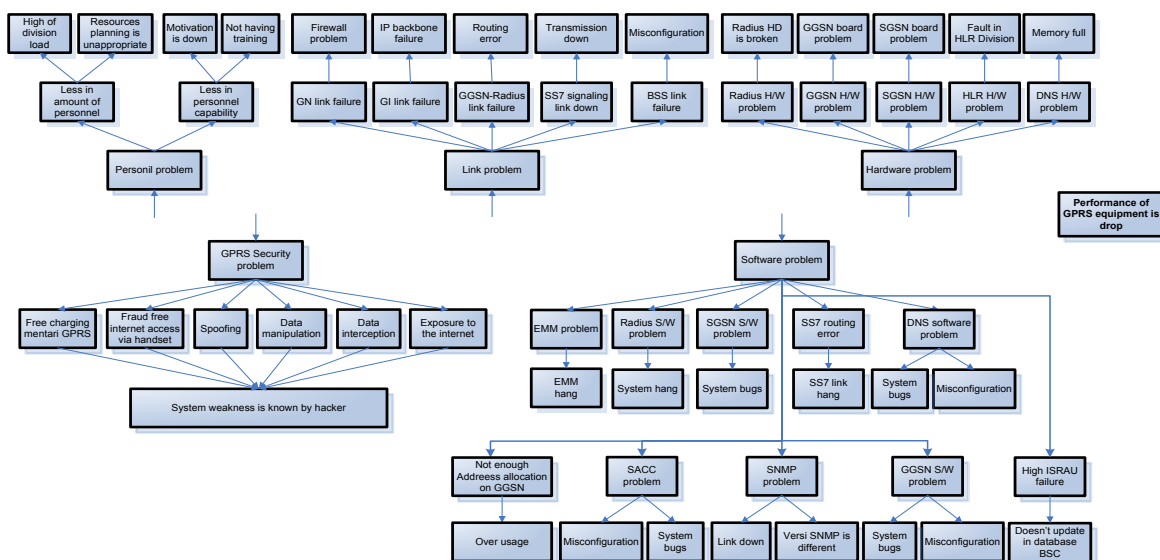 High of
division
load
Resources
planning is
unappropriate
Motivation
is down
Not having
training
Firewall
problem
IP backbone
failure
Routing
error
Transmission
down
Misconfiguration
Radius HD
is broken
GGSN board
problem
SGSN board
problem
Fault in
HLR Division
Memory full
Less in
amount of
personnel
Less in
personnel
capability
GN link failure
GI link failure
GGSN-Radius
link failure
SS7 signaling
link down
BSS link
failure
Radius H/W
problem
GGSN H/W
problem
SGSN H/W
problem
HLR H/W
problem
DNS H/W
problem
Personil problem
Link problem
Hardware problem
Performance of
GPRS equipment is
drop
GPRS Security
problem
Software problem
Free charging
mentari GPRS
Fraud free
internet access
via handset
Spoofing
Data
manipulation
Data
interception
Exposure to
the internet
EMM problem
Radius S/W
problem
SGSN S/W
problem
SS7 routing
error
DNS software
problem
System weakness is known by hacker
EMM
hang
System hang
System bugs
SS7 link
hang
System
bugs
Misconfiguration
Not enough
Addreess allocation
on GGSN
SACC
problem
SNMP
problem
GGSN S/W
problem
High ISRAU
failure
Over usage
Misconfiguration
System
bugs
Link down
Versi SNMP is
different
System
bugs
Misconfiguration
Doesn't update
in database
BSC